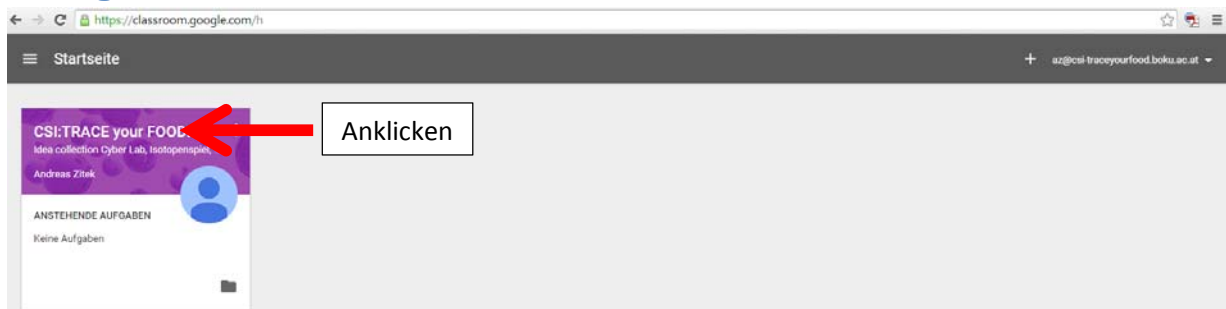 https://classroom.google.com/h
Startseite
+ az@csi-traceyourfood.boku.ac.at
CSI:TRACE your FOOD
Idea collection Cyber Lab, Isotopenspiel,
Andreas Zitek
Anklicken
ANSTEHENDE AUFGABEN
Keine Aufgaben